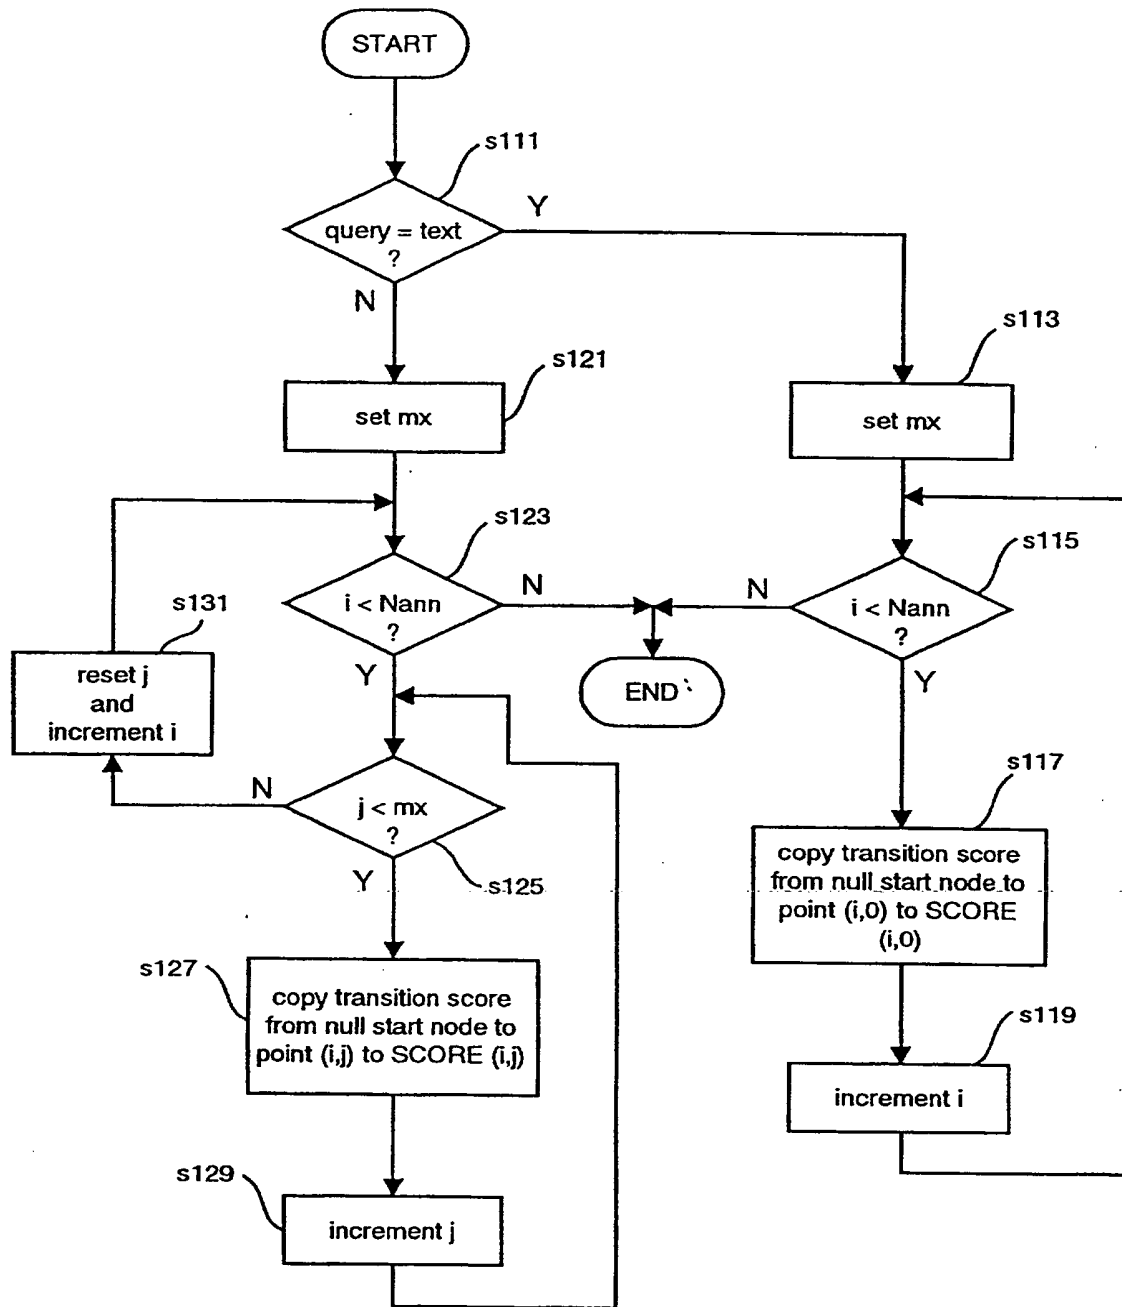 START
s111
query = text
?
Y
N
s113
s121
set mx
set mx
s123
s115
i < Nann
?
N
N
i < Nann
?
s131
Y
Y
reset j
and
increment i
END
s117
N
j < mx
?
Y
s125
copy transition score
from null start node to
point (i,0) to SCORE
(i,0)
s127
copy transition score
from null start node to
point (i,j) to SCORE (i,j)
s119
increment i
s129
increment j